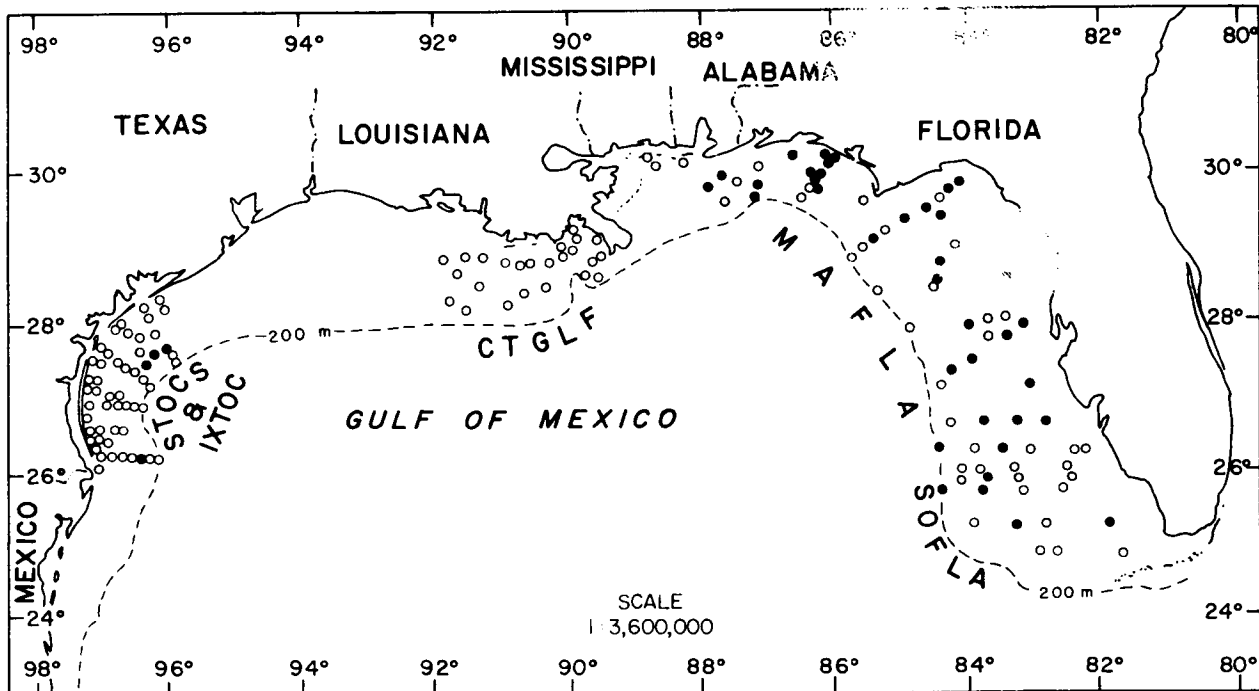 98° 96° 94° 92° 90° 88° 86° 84° 82° 80°
MISSISSIPPI ALABAMA
TEXAS LOUISIANA FLORIDA
30° 30°
MAFLA
28° 28°
200 m
CTGLF
STOCS
&
IXTOC
GULF OF MEXICO
26° 26°
SOFLA
MEXICO
200 m
SCALE
1:3,600,000
24° 24°
98° 96° 94° 92° 90° 88° 86° 84° 82° 80°